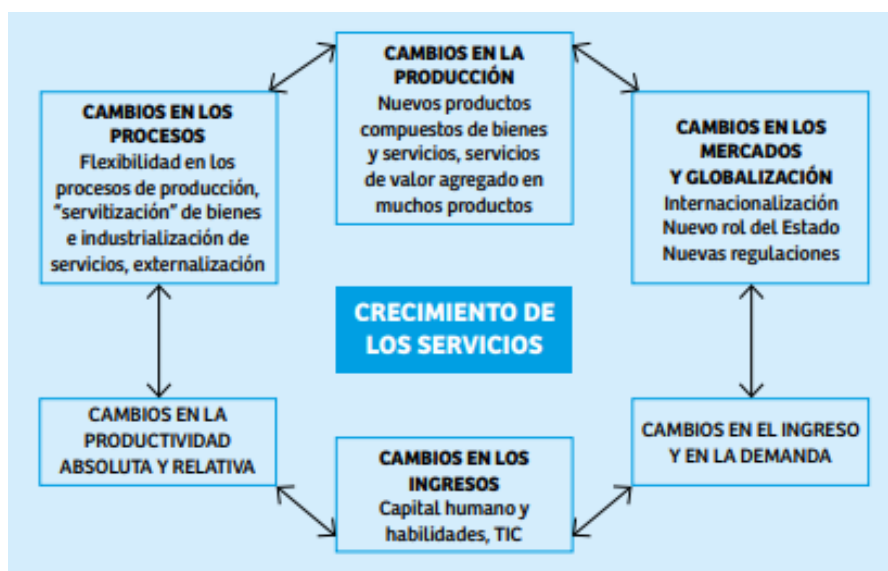 CAMBIOS EN LA
PRODUCCIÓN
Nuevos productos
compuestos de bienes
y servicios, servicios
de valor agregado en
muchos productos
CAMBIOS EN LOS
PROCESOS
Flexibilidad en los
procesos de producción,
"servitización" de bienes
e industrialización de
servicios, externalización
CAMBIOS EN LOS
MERCADOS
Y GLOBALIZACIÓN
Internacionalización
Nuevo rol del Estado
Nuevas regulaciones
CRECIMIENTO DE
LOS SERVICIOS
CAMBIOS EN LA
PRODUCTIVIDAD
ABSOLUTA Y RELATIVA
CAMBIOS EN LOS
INGRESOS
Capital humano y
habilidades, TIC
CAMBIOS EN EL INGRESO
Y EN LA DEMANDA